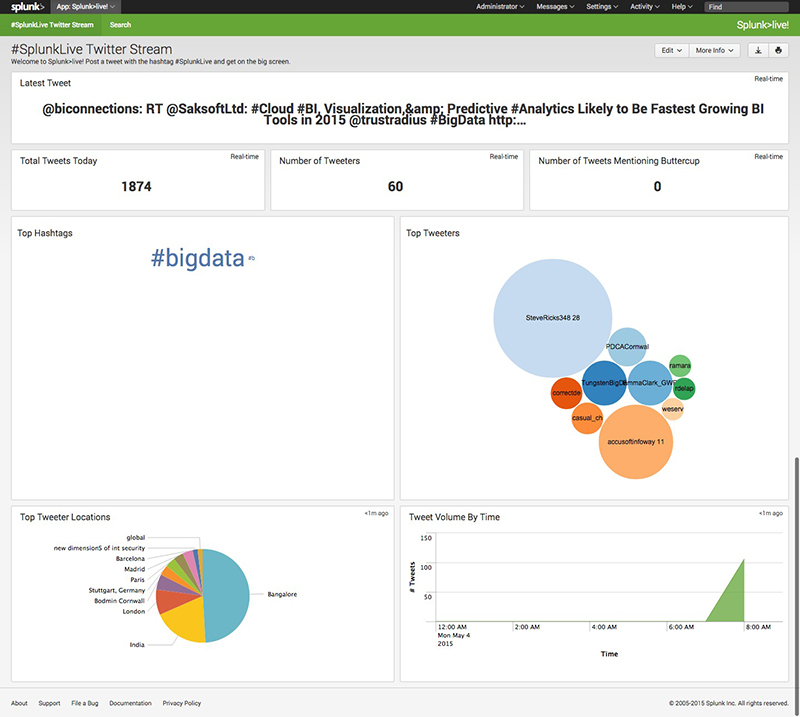 splunk>
App: Splunk>live!
Administrator
Messages
Settings
Activity
Help
Find
#SplunkLive Twitter Stream
Search
Splunk>live!
#SplunkLive Twitter Stream
Welcome to Splunk>live! Post a tweet with the hashtag #SplunkLive and get on the big screen.
Edit
More Info
Latest Tweet
Real-time
@biconnections: RT @SaksoftLtd: #Cloud #BI, Visualization,&amp; Predictive #Analytics Likely to Be Fastest Growing BI
Tools in 2015 @trustradius #BigData http:...
Total Tweets Today
Real-time
1874
Number of Tweeters
Real-time
60
Number of Tweets Mentioning Buttercup
Real-time
0
Top Hashtags
#bigdata
#b
Top Tweeters
SteveRicks348 28
PDCACornwal
ramara
TungstenBigD
EmmaClark_GWF
rdelap
correctde
weserv
casual_ch
accusoftinfoway 11
Top Tweeter Locations
<1m ago
global
new dimension5 of int security
Barcelona
Madrid
Paris
Stuttgart, Germany
Bodmin Cornwall
London
India
Bangalore
Tweet Volume By Time
<1m ago
150
100
50
# Tweets
12:00 AM
Mon May 4
2015
2:00 AM
4:00 AM
6:00 AM
8:00 AM
Time
About
Support
File a Bug
Documentation
Privacy Policy
© 2005-2015 Splunk Inc. All rights reserved.